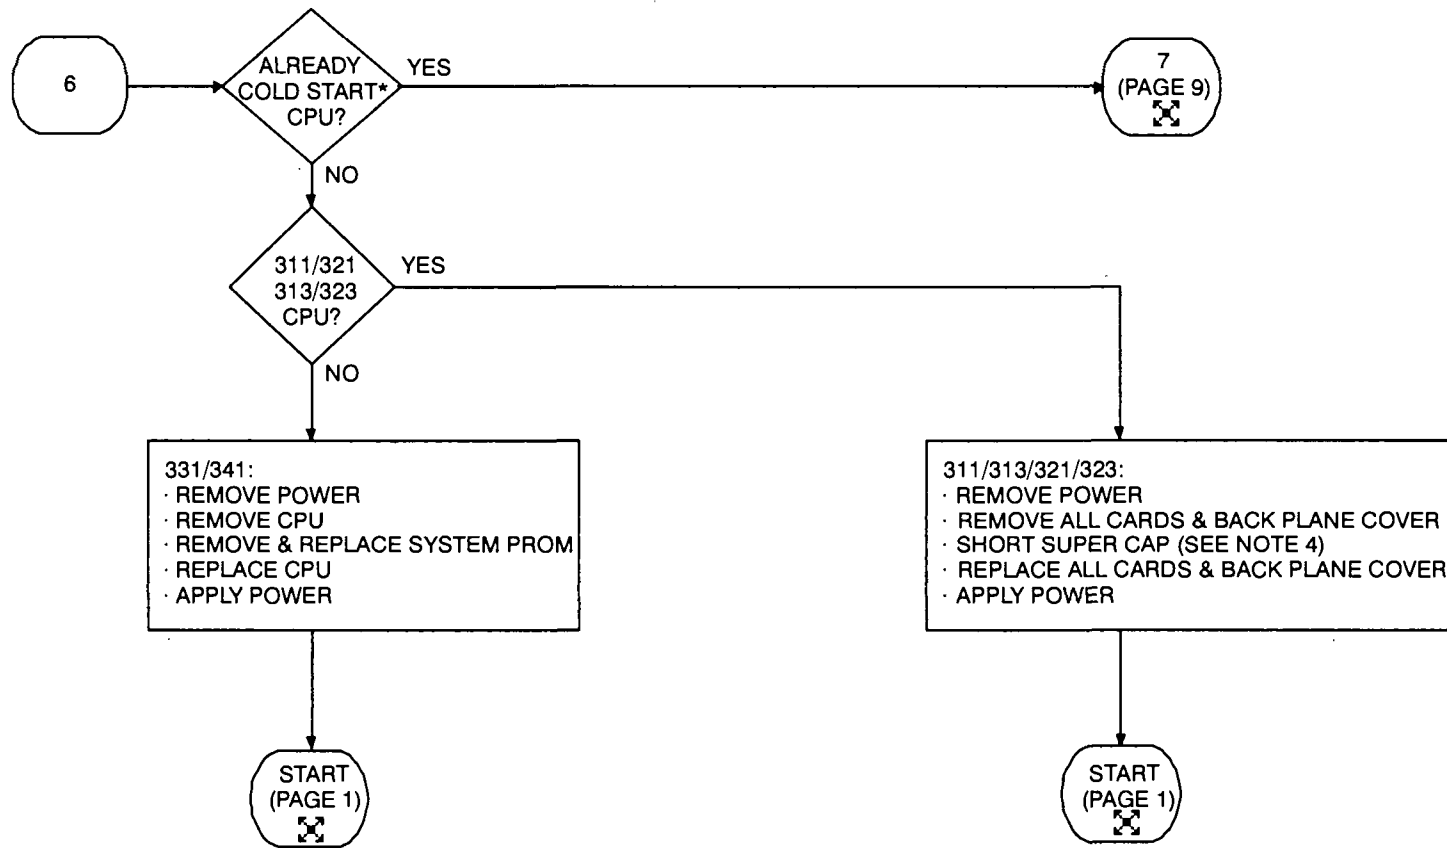 6
ALREADY
COLD START*
CPU?
YES
7
(PAGE 9)
NO
311/321
313/323
CPU?
YES
NO
331/341:
· REMOVE POWER
· REMOVE CPU
· REMOVE & REPLACE SYSTEM PROM
· REPLACE CPU
· APPLY POWER
311/313/321/323:
· REMOVE POWER
· REMOVE ALL CARDS & BACK PLANE COVER
· SHORT SUPER CAP (SEE NOTE 4)
· REPLACE ALL CARDS & BACK PLANE COVER
· APPLY POWER
START
(PAGE 1)
START
(PAGE 1)